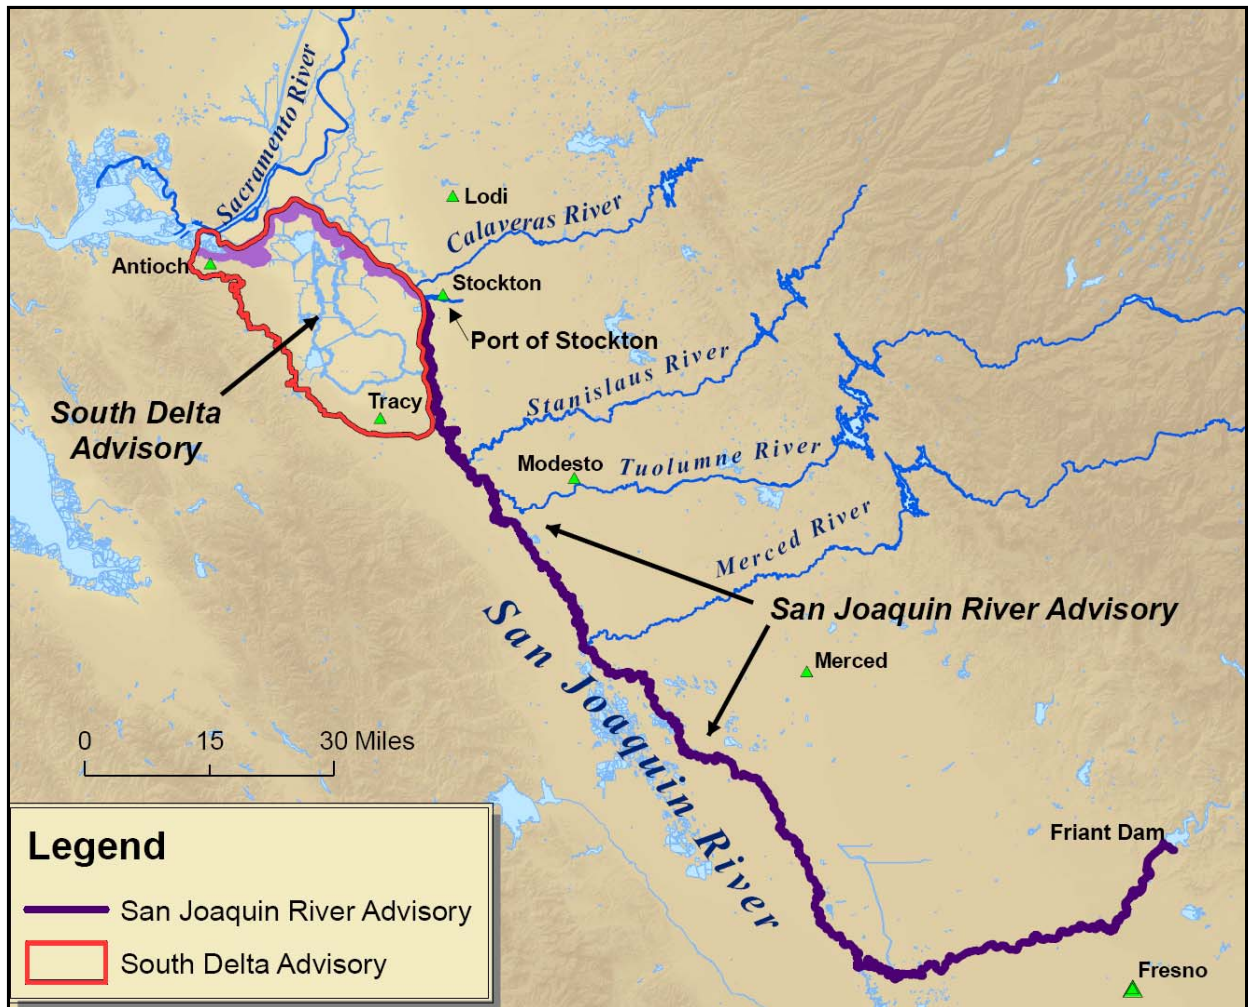 Sacramento River
Lodi
Calaveras River
Antioch
Stockton
Port of Stockton
Stanislaus River
South Delta
Advisory
Tracy
Modesto
Tuolumne River
Merced River
San Joaquin River Advisory
San Joaquin River
Merced
0 15 30 Miles
Friant Dam
Fresno
Legend
San Joaquin River Advisory
South Delta Advisory